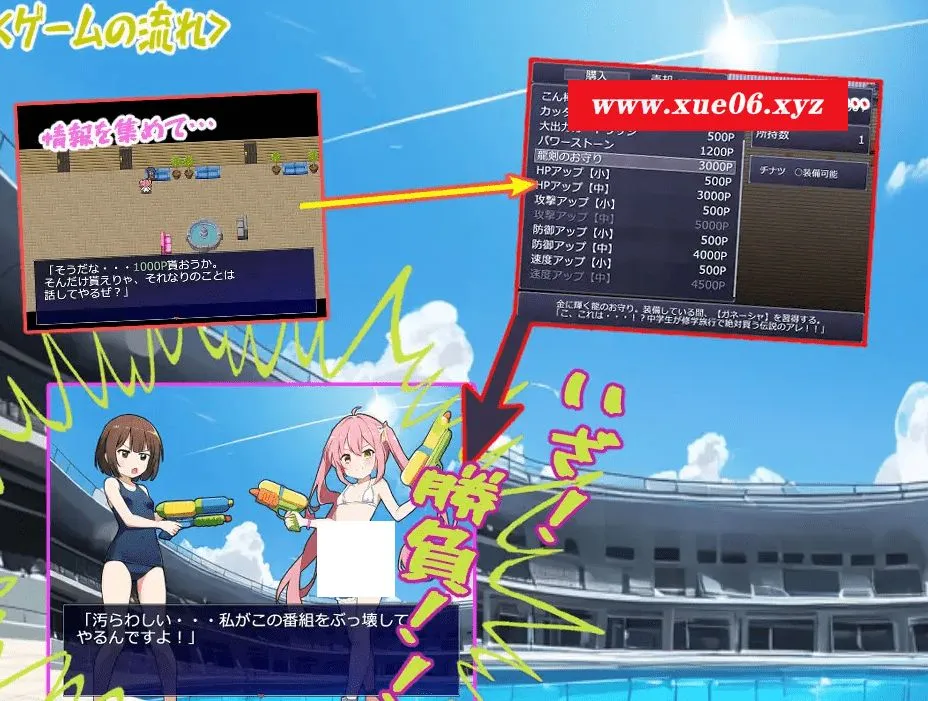 <ゲームの流れ>
情報を集めて…
「そうだな・・・1000P貰おうか。
そんだけ貰えりゃ、それなりのことは
話してやるぜ?」
購入 売却
www.xue06.xyz
こん棒
カッタ
大出力
500P
パワーストーン 1200P
龍剣のお守り 3000P
HPアップ【小】 500P
HPアップ【中】 3000P
攻撃アップ【小】 500P
攻撃アップ【中】 5000P
防御アップ【小】 500P
防御アップ【中】 4000P
速度アップ【小】 500P
速度アップ【中】 4500P
所持数 1
チナツ ○装備可能
金に輝く龍のお守り。装備している間、【ガネーシャ】を習得する。
「こ、これは・・・!?中学生が修学旅行で絶対買う伝説のアレ!!」
いざ!
勝負!!
「汚らわしい・・・私がこの番組をぶっ壊して
やるんですよ!」